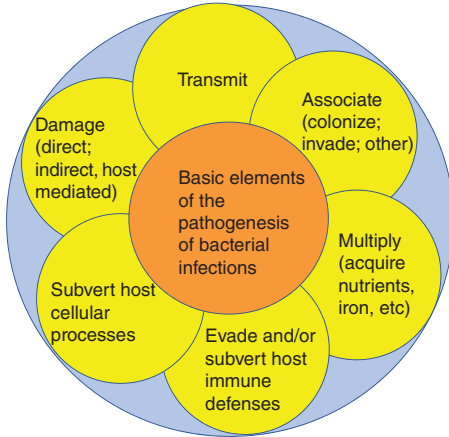 Transmit
Associate
(colonize;
invade; other)
Multiply
(acquire
nutrients,
iron, etc)
Evade and/or
subvert host
immune
defenses
Subvert host
cellular
processes
Damage
(direct;
indirect, host
mediated)
Basic elements
of the
pathogenesis
of bacterial
infections